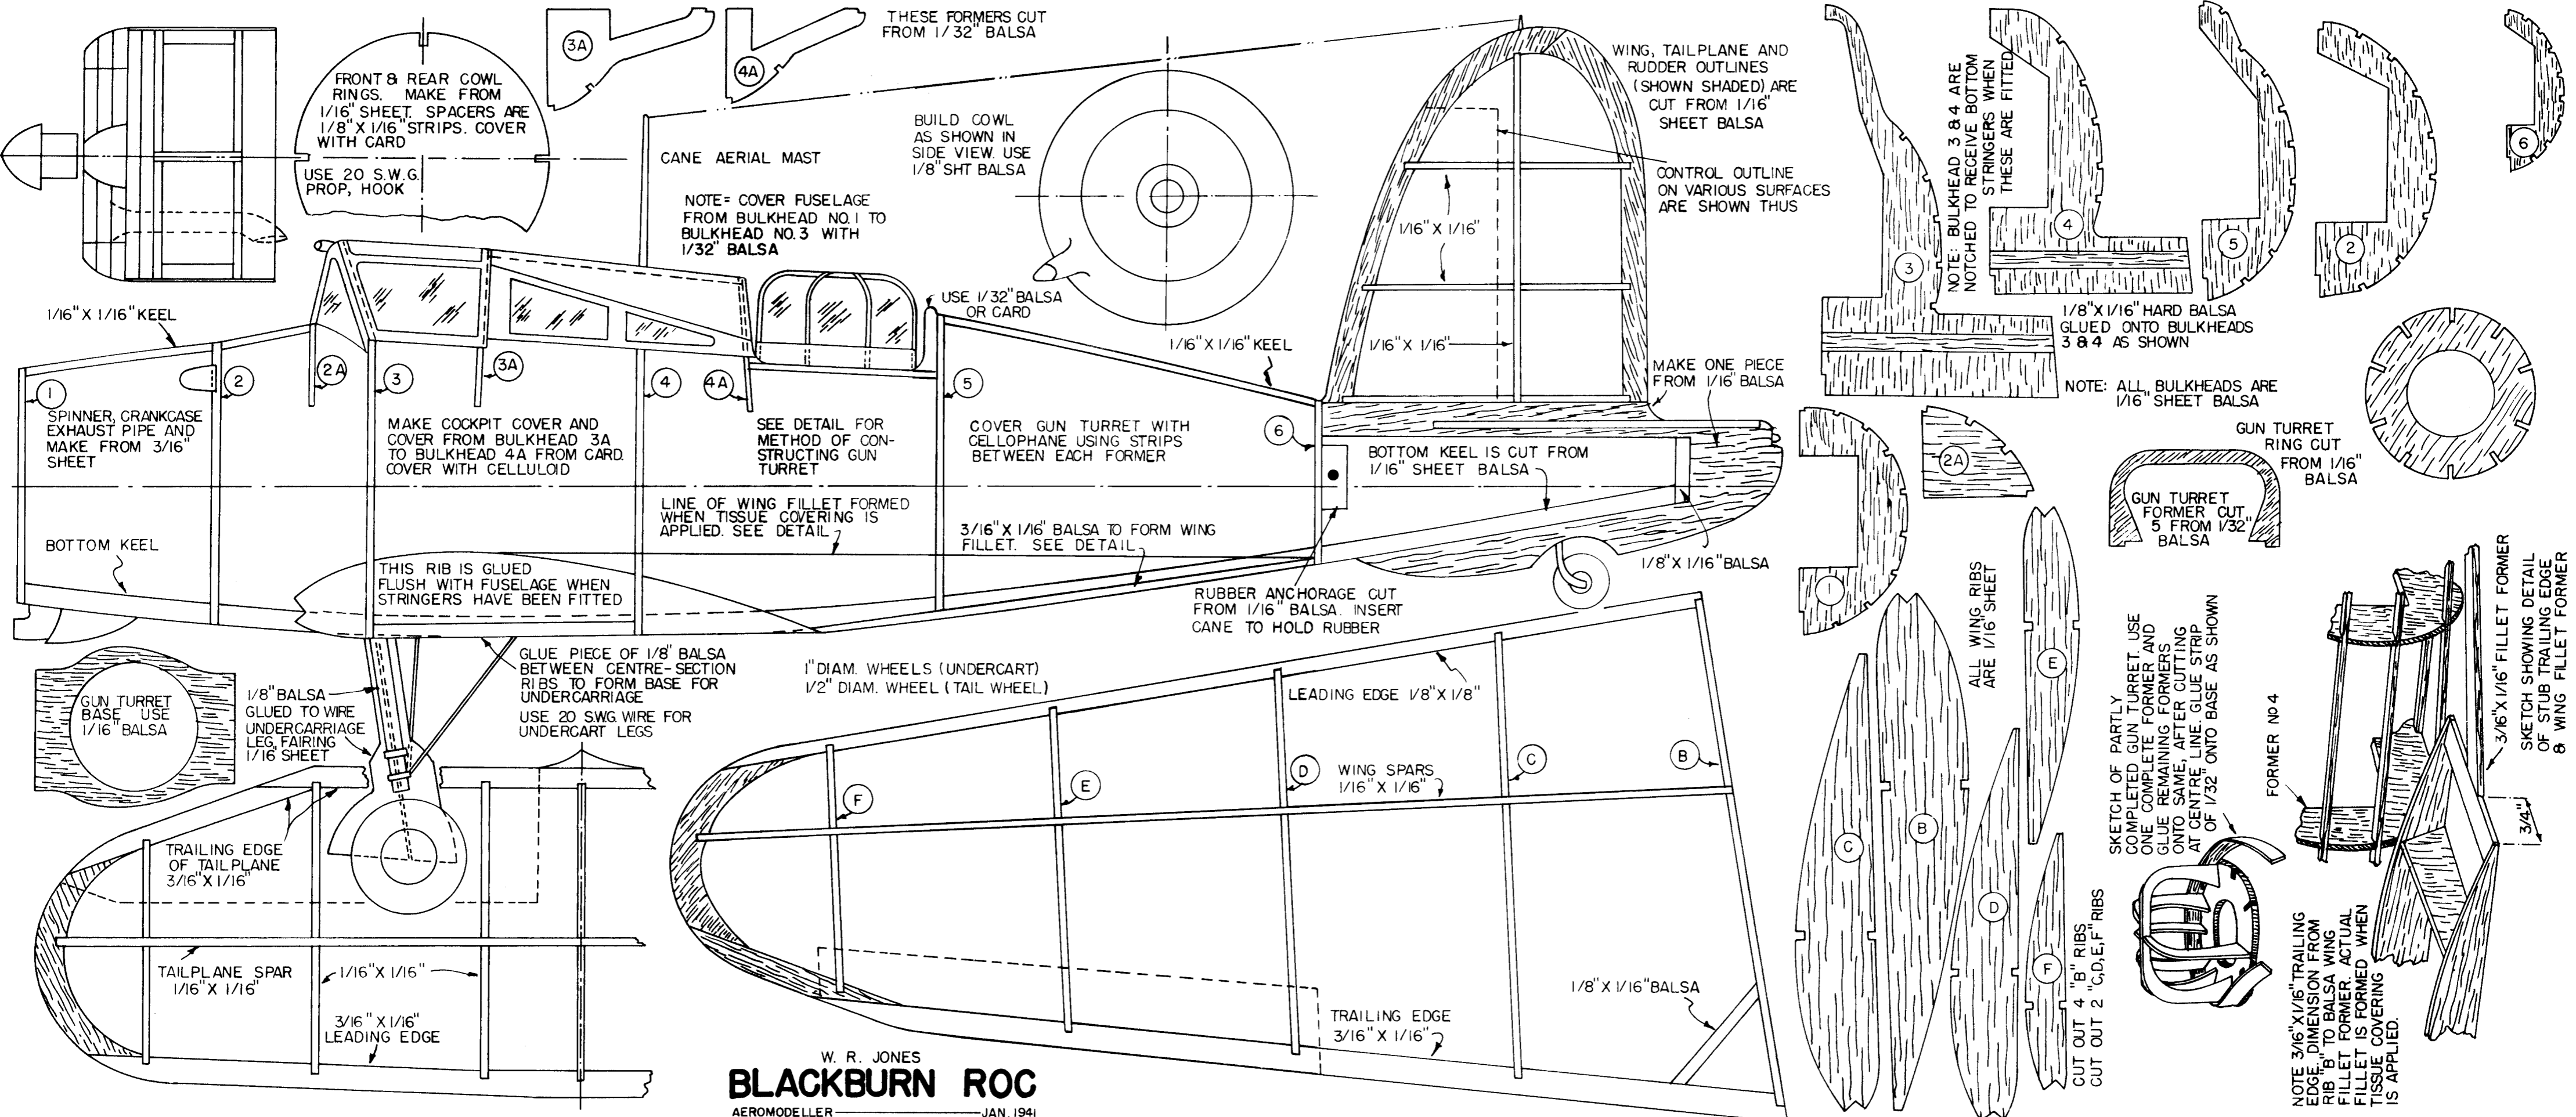 3A
4A
THESE FORMERS CUT
FROM 1/32" BALSA
FRONT & REAR COWL
RINGS. MAKE FROM
1/16" SHEET. SPACERS ARE
1/8" X 1/16" STRIPS. COVER
WITH CARD
USE 20 S.W.G.
PROP, HOOK
CANE AERIAL MAST
NOTE= COVER FUSELAGE
FROM BULKHEAD NO. 1 TO
BULKHEAD NO. 3 WITH
1/32" BALSA
BUILD COWL
AS SHOWN IN
SIDE VIEW. USE
1/8" SHT BALSA
WING, TAILPLANE AND
RUDDER OUTLINES
(SHOWN SHADED) ARE
CUT FROM 1/16"
SHEET BALSA
CONTROL OUTLINE
ON VARIOUS SURFACES
ARE SHOWN THUS
1/16" X 1/16"
1/16" X 1/16"
NOTE: BULKHEAD 3 & 4 ARE
NOTCHED TO RECEIVE BOTTOM
STRINGERS WHEN
THESE ARE FITTED
3
4
5
2
6
1/8" X 1/16" HARD BALSA
GLUED ONTO BULKHEADS
3 & 4 AS SHOWN
NOTE: ALL BULKHEADS ARE
1/16" SHEET BALSA
1/16" X 1/16" KEEL
USE 1/32" BALSA
OR CARD
1/16" X 1/16" KEEL
MAKE ONE PIECE
FROM 1/16" BALSA
1
2
2A
3
3A
4
4A
5
6
SPINNER, CRANKCASE
EXHAUST PIPE AND
MAKE FROM 3/16"
SHEET
MAKE COCKPIT COVER AND
COVER FROM BULKHEAD 3A
TO BULKHEAD 4A FROM CARD.
COVER WITH CELLULOID
SEE DETAIL FOR
METHOD OF CON-
STRUCTING GUN
TURRET
COVER GUN TURRET WITH
CELLOPHANE USING STRIPS
BETWEEN EACH FORMER
BOTTOM KEEL IS CUT FROM
1/16" SHEET BALSA
LINE OF WING FILLET FORMED
WHEN TISSUE COVERING IS
APPLIED. SEE DETAIL
3/16" X 1/16" BALSA TO FORM WING
FILLET. SEE DETAIL
BOTTOM KEEL
THIS RIB IS GLUED
FLUSH WITH FUSELAGE WHEN
STRINGERS HAVE BEEN FITTED
1/8" X 1/16" BALSA
RUBBER ANCHORAGE CUT
FROM 1/16" BALSA. INSERT
CANE TO HOLD RUBBER
2A
1
GUN TURRET
RING CUT
FROM 1/16"
BALSA
GUN TURRET
FORMER CUT
5 FROM 1/32"
BALSA
GUN TURRET
BASE USE
1/16" BALSA
1/8" BALSA
GLUED TO WIRE
UNDERCARRIAGE
LEG, FAIRING
1/16 SHEET
GLUE PIECE OF 1/8" BALSA
BETWEEN CENTRE-SECTION
RIBS TO FORM BASE FOR
UNDERCARRIAGE
USE 20 S.W.G. WIRE FOR
UNDERCART LEGS
1" DIAM. WHEELS (UNDERCART)
1/2" DIAM. WHEEL (TAIL WHEEL)
LEADING EDGE 1/8" X 1/8"
WING SPARS
1/16" X 1/16"
F
E
D
C
B
TRAILING EDGE
OF TAILPLANE
3/16" X 1/16"
TAILPLANE SPAR
1/16" X 1/16"
1/16" X 1/16"
3/16" X 1/16"
LEADING EDGE
TRAILING EDGE
3/16" X 1/16"
1/8" X 1/16" BALSA
ALL WING RIBS
ARE 1/16" SHEET
E
C
B
D
F
CUT OUT 4 "B" RIBS
CUT OUT 2 "C,D,E,F" RIBS
SKETCH OF PARTLY
COMPLETED GUN TURRET. USE
ONE COMPLETE FORMER AND
GLUE REMAINING FORMERS
ONTO SAME, AFTER CUTTING
AT CENTRE LINE. GLUE STRIP
OF 1/32" ONTO BASE AS SHOWN
FORMER NO 4
3/16" X 1/16" FILLET FORMER
SKETCH SHOWING DETAIL
OF STUB TRAILING EDGE
& WING FILLET FORMER
3/4"
NOTE 3/16" X 1/16" TRAILING
EDGE, DIMENSION FROM
RIB "B" TO BALSA WING
FILLET FORMER. ACTUAL
FILLET IS FORMED WHEN
TISSUE COVERING
IS APPLIED.
W. R. JONES
BLACKBURN ROC
AEROMODELLER JAN. 1941